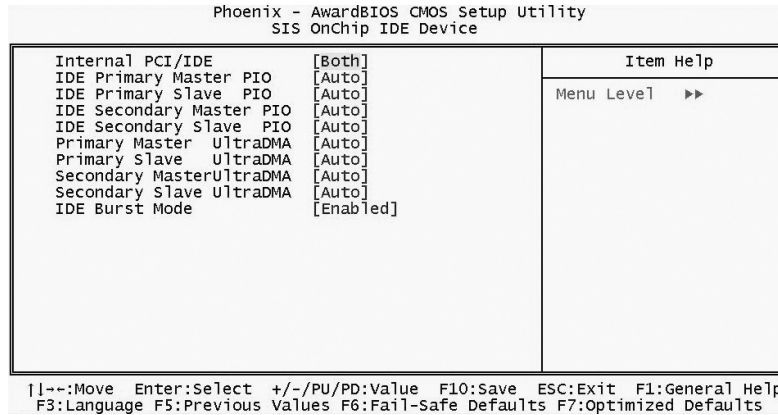 Phoenix - AwardBIOS CMOS Setup Utility
SIS OnChip IDE Device
Internal PCI/IDE [Both]
IDE Primary Master PIO [Auto]
IDE Primary Slave PIO [Auto]
IDE Secondary Master PIO [Auto]
IDE Secondary Slave PIO [Auto]
Primary Master UltraDMA [Auto]
Primary Slave UltraDMA [Auto]
Secondary MasterUltraDMA [Auto]
Secondary Slave UltraDMA [Auto]
IDE Burst Mode [Enabled]
Item Help
Menu Level ▶▶
↑↓→←:Move Enter:Select +/-/PU/PD:Value F10:Save ESC:Exit F1:General Help
F3:Language F5:Previous Values F6:Fail-Safe Defaults F7:Optimized Defaults